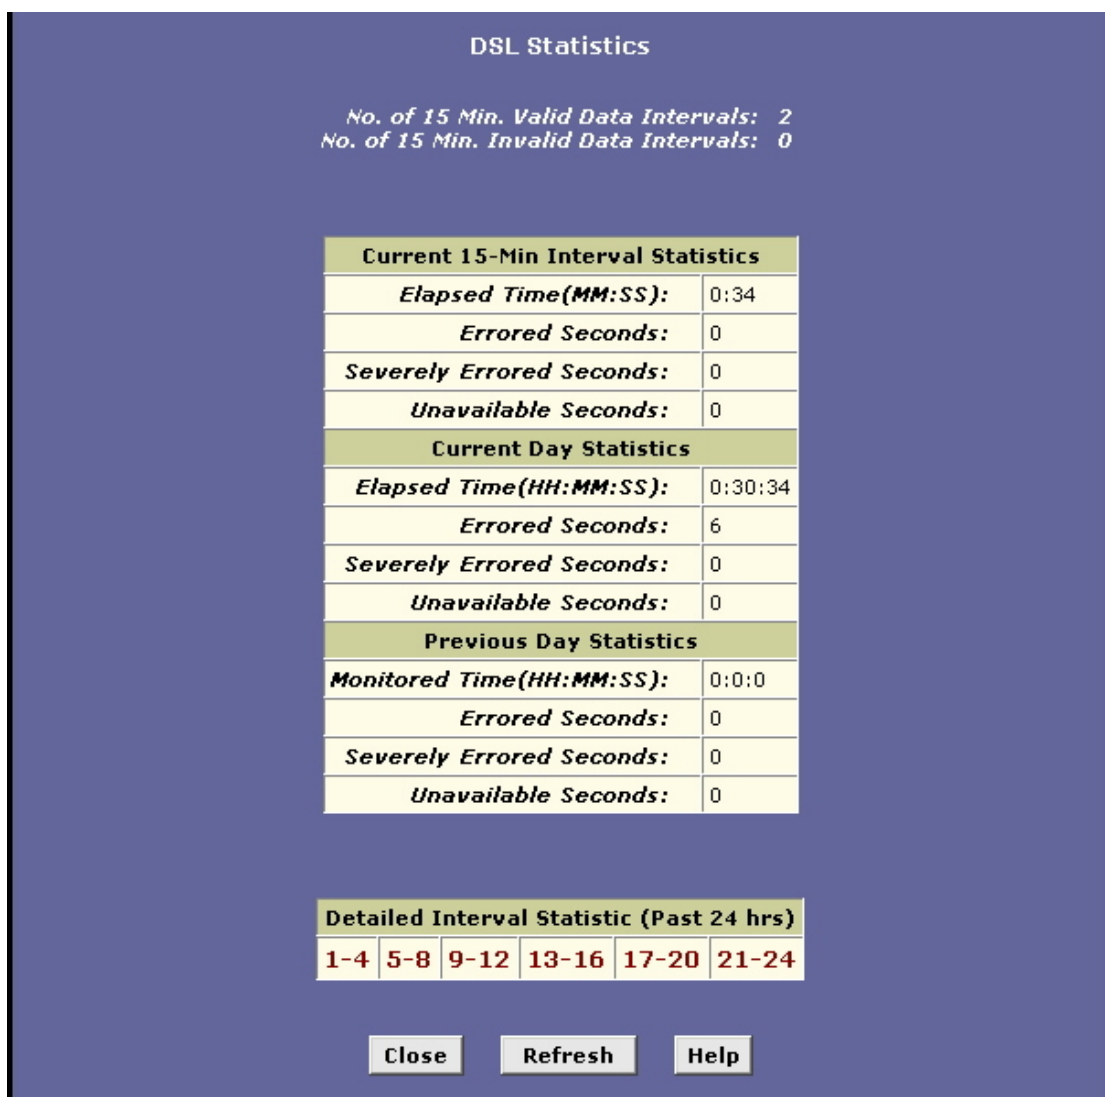 DSL Statistics
No. of 15 Min. Valid Data Intervals: 2
No. of 15 Min. Invalid Data Intervals: 0
Current 15-Min Interval Statistics
Elapsed Time(MM:SS): 0:34
Errored Seconds: 0
Severely Errored Seconds: 0
Unavailable Seconds: 0
Current Day Statistics
Elapsed Time(HH:MM:SS): 0:30:34
Errored Seconds: 6
Severely Errored Seconds: 0
Unavailable Seconds: 0
Previous Day Statistics
Monitored Time(HH:MM:SS): 0:0:0
Errored Seconds: 0
Severely Errored Seconds: 0
Unavailable Seconds: 0
Detailed Interval Statistic (Past 24 hrs)
1-4 5-8 9-12 13-16 17-20 21-24
Close Refresh Help